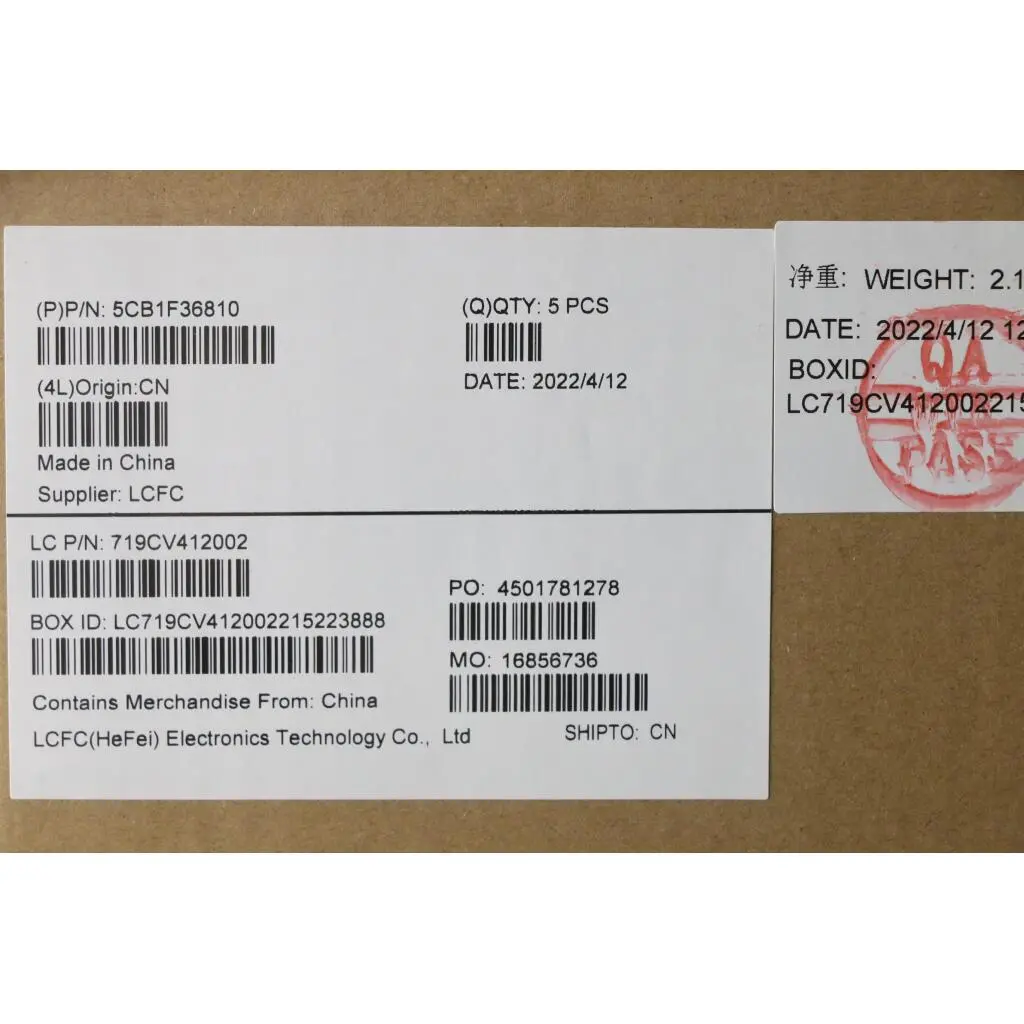 (P)P/N: 5CB1F36810
(Q)QTY: 5 PCS
(4L)Origin:CN
DATE: 2022/4/12
Made in China
Supplier: LCFC
LC P/N: 719CV412002
PO: 4501781278
BOX ID: LC719CV412002215223888
MO: 16856736
Contains Merchandise From: China
LCFC(HeFei) Electronics Technology Co., Ltd
SHIPTO: CN
净重: WEIGHT: 2.1
DATE: 2022/4/12 12
BOXID:
LC719CV412002215
QA
PASS